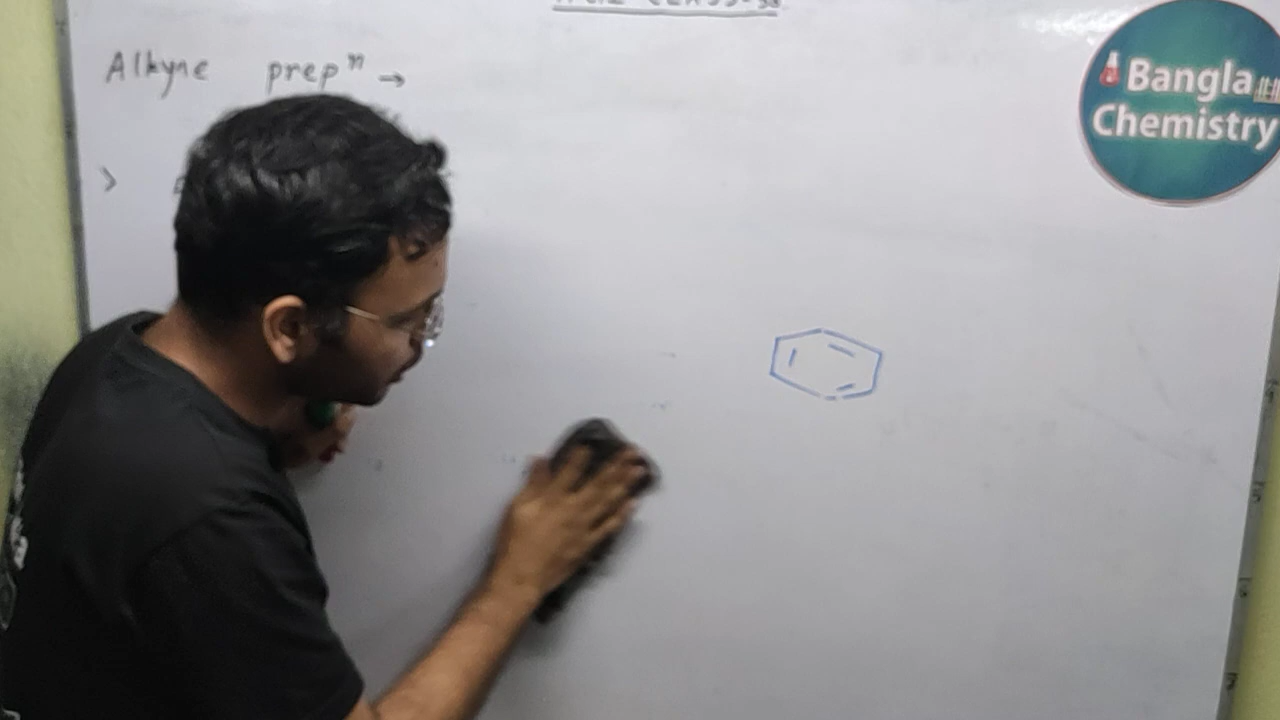 Alkyne prepⁿ →
>
Bangla
Chemistry